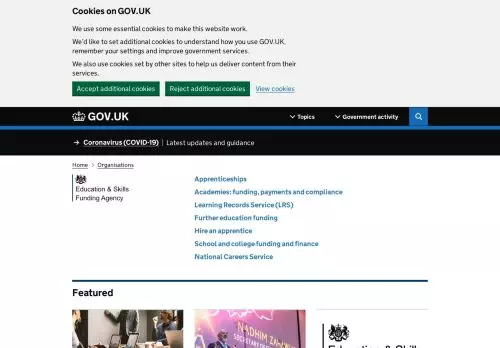 Cookies on GOV.UK
We use some essential cookies to make this website work.
We'd like to set additional cookies to understand how you use GOV.UK,
remember your settings and improve government services.
We also use cookies set by other sites to help us deliver content from their
services.
Accept additional cookies Reject additional cookies View cookies
GOV.UK Topics Government activity
→ Coronavirus (COVID-19) Latest updates and guidance
Home > Organisations
Education & Skills
Funding Agency
Apprenticeships
Academies: funding, payments and compliance
Learning Records Service (LRS)
Further education funding
Hire an apprentice
School and college funding and finance
National Careers Service
Featured
NADHIM
SECRETARY